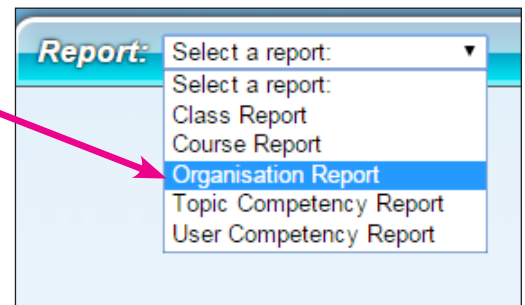 Report: Select a report:
Select a report:
Class Report
Course Report
Organisation Report
Topic Competency Report
User Competency Report